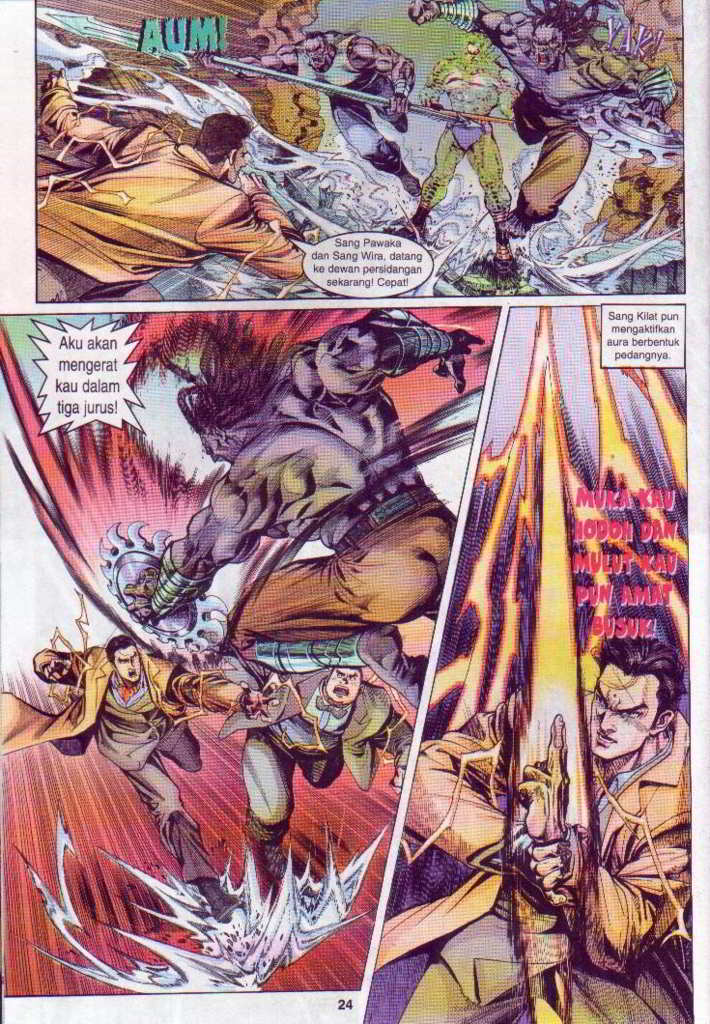 AUM!
YAK!
Sang Pawaka
dan Sang Wira, datang
ke dewan persidangan
sekarang! Cepat!
Aku akan
mengerat
kau dalam
tiga jurus!
Sang Kilat pun
mengaktifkan
aura berbentuk
pedangnya.
MUKA KAU
HODOH DAN
MULUT KAU
PUN AMAT
BUSUK
24